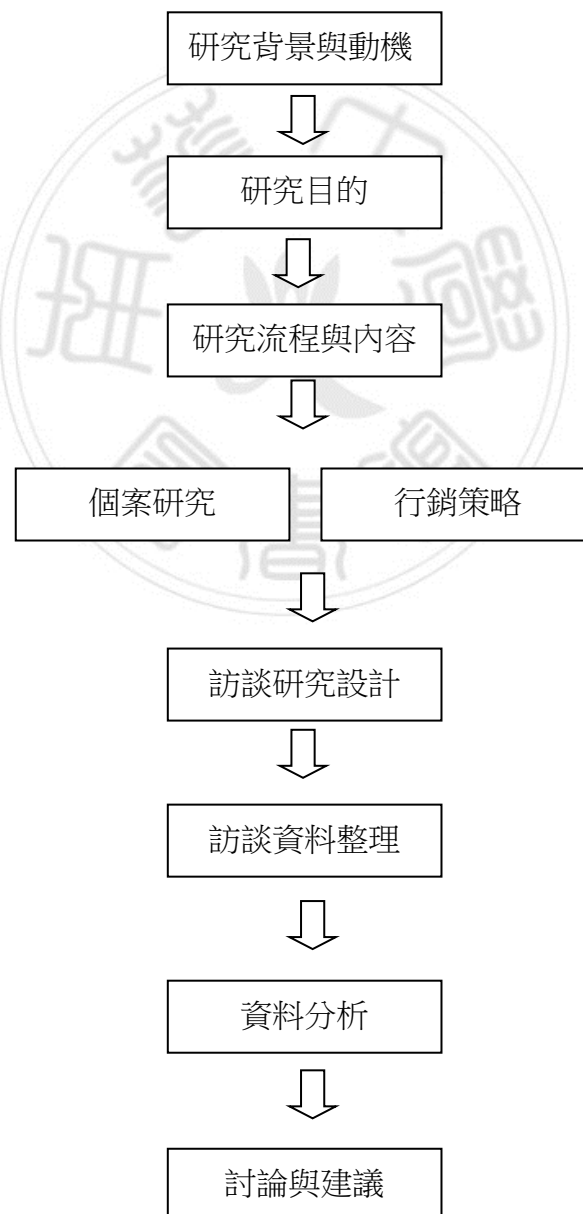 研究背景與動機
研究目的
研究流程與內容
個案研究
行銷策略
訪談研究設計
訪談資料整理
資料分析
討論與建議